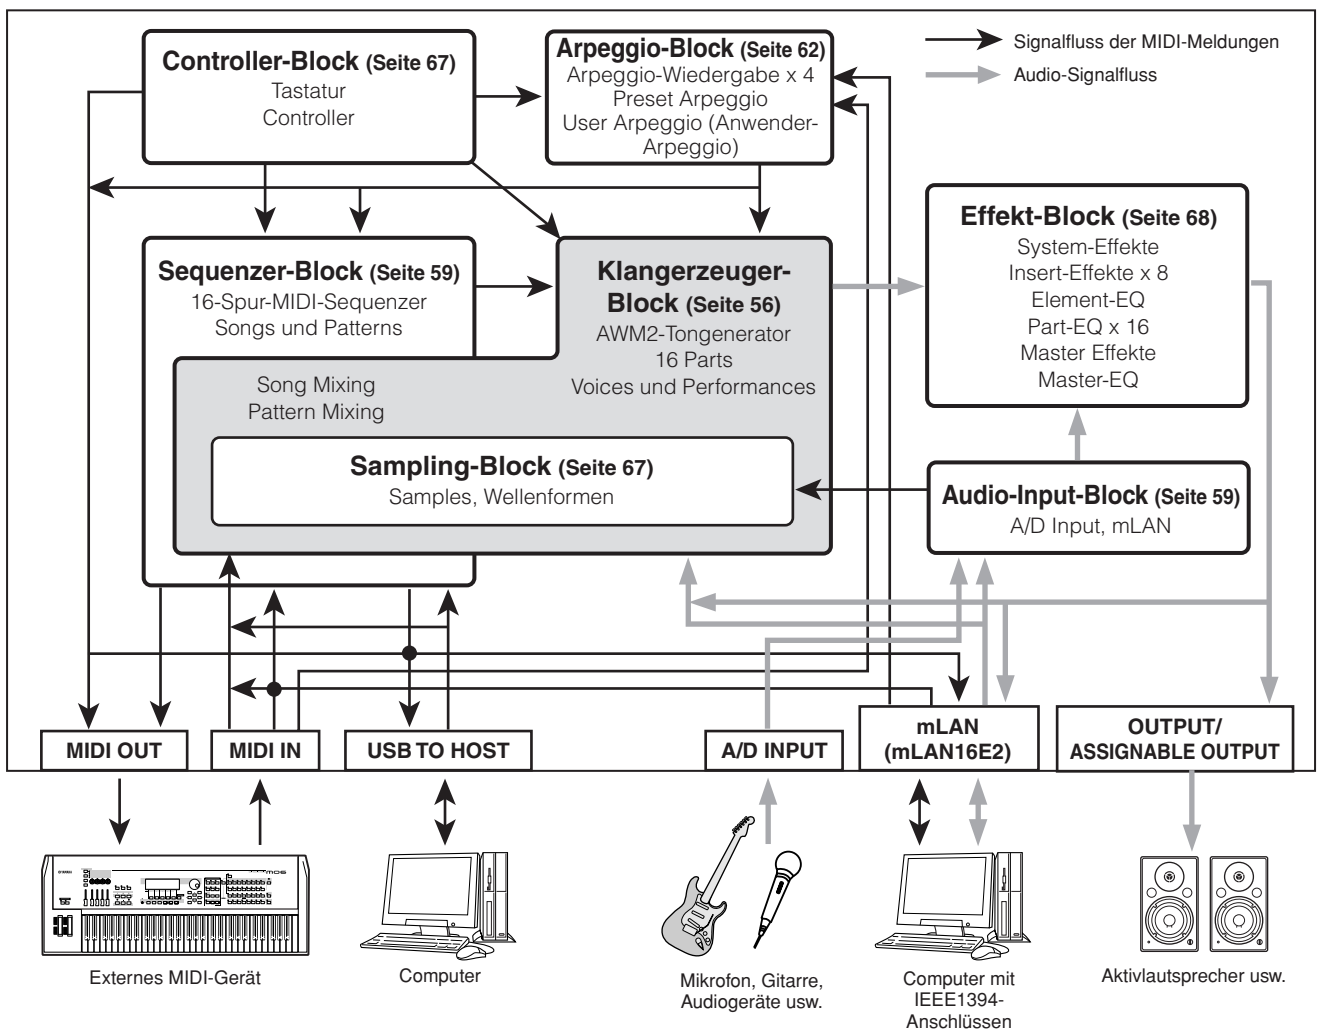 Controller-Block (Seite 67)
Tastatur
Controller
Arpeggio-Block (Seite 62)
Arpeggio-Wiedergabe x 4
Preset Arpeggio
User Arpeggio (Anwender-
Arpeggio)
Signalfluss der MIDI-Meldungen
Audio-Signalfluss
Sequenzer-Block (Seite 59)
16-Spur-MIDI-Sequenzer
Songs und Patterns
Klangerzeuger-
Block (Seite 56)
AWM2-Tongenerator
16 Parts
Voices und Performances
Song Mixing
Pattern Mixing
Sampling-Block (Seite 67)
Samples, Wellenformen
Effekt-Block (Seite 68)
System-Effekte
Insert-Effekte x 8
Element-EQ
Part-EQ x 16
Master Effekte
Master-EQ
Audio-Input-Block (Seite 59)
A/D Input, mLAN
MIDI OUT
MIDI IN
USB TO HOST
A/D INPUT
mLAN
(mLAN16E2)
OUTPUT/
ASSIGNABLE OUTPUT
Externes MIDI-Gerät
Computer
Mikrofon, Gitarre,
Audiogeräte usw.
Computer mit
IEEE1394-
Anschlüssen
Aktivlautsprecher usw.